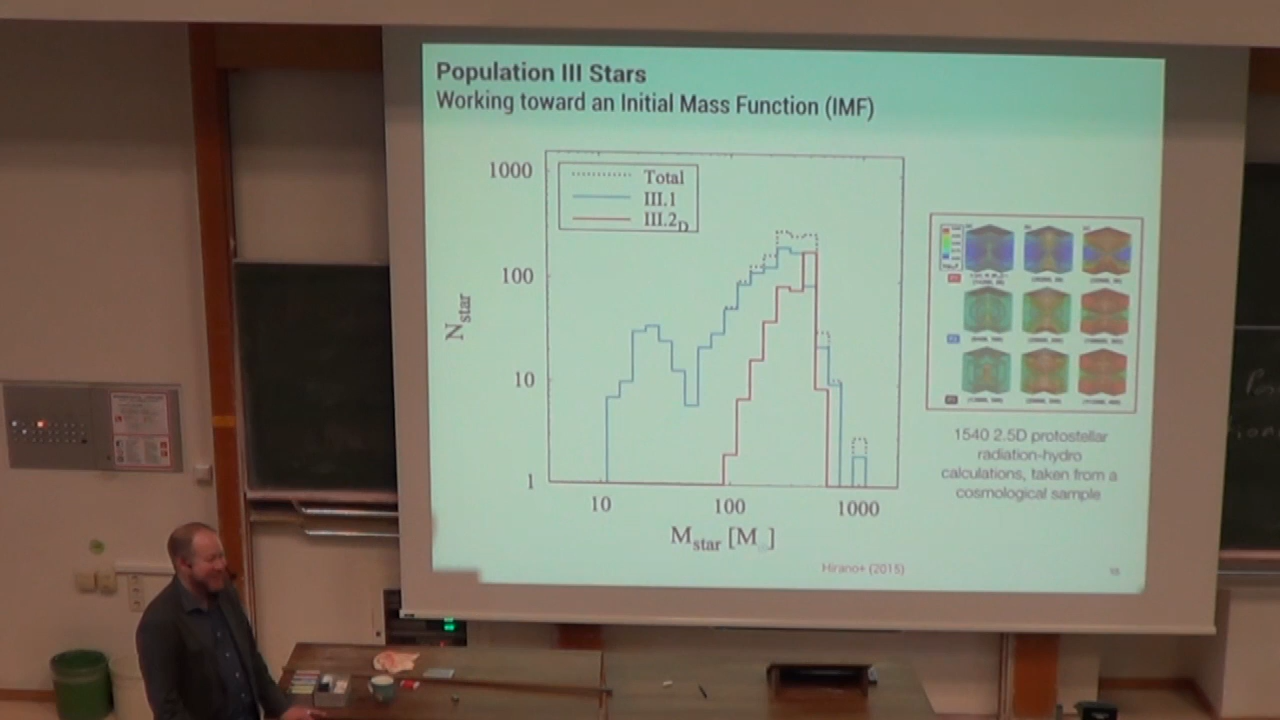 Population III Stars
Working toward an Initial Mass Function (IMF)
1000
100
10
1
Nstar
Total
III.1
III.2D
10
100
1000
Mstar [M ]
1540 2.5D protostellar
radiation-hydro
calculations, taken from a
cosmological sample
Hirano+ (2015)